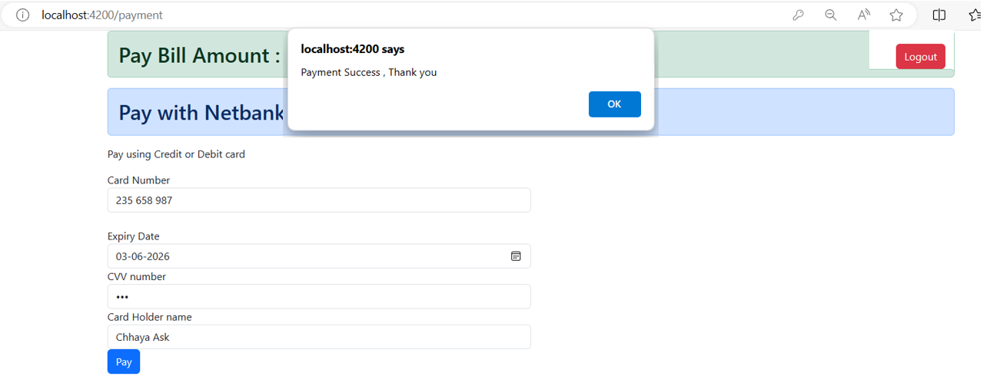 localhost:4200/payment
localhost:4200 says
Payment Success , Thank you
OK
Pay Bill Amount :
Logout
Pay with Netbank
Pay using Credit or Debit card
Card Number
235 658 987
Expiry Date
03-06-2026
CVV number
•••
Card Holder name
Chhaya Ask
Pay